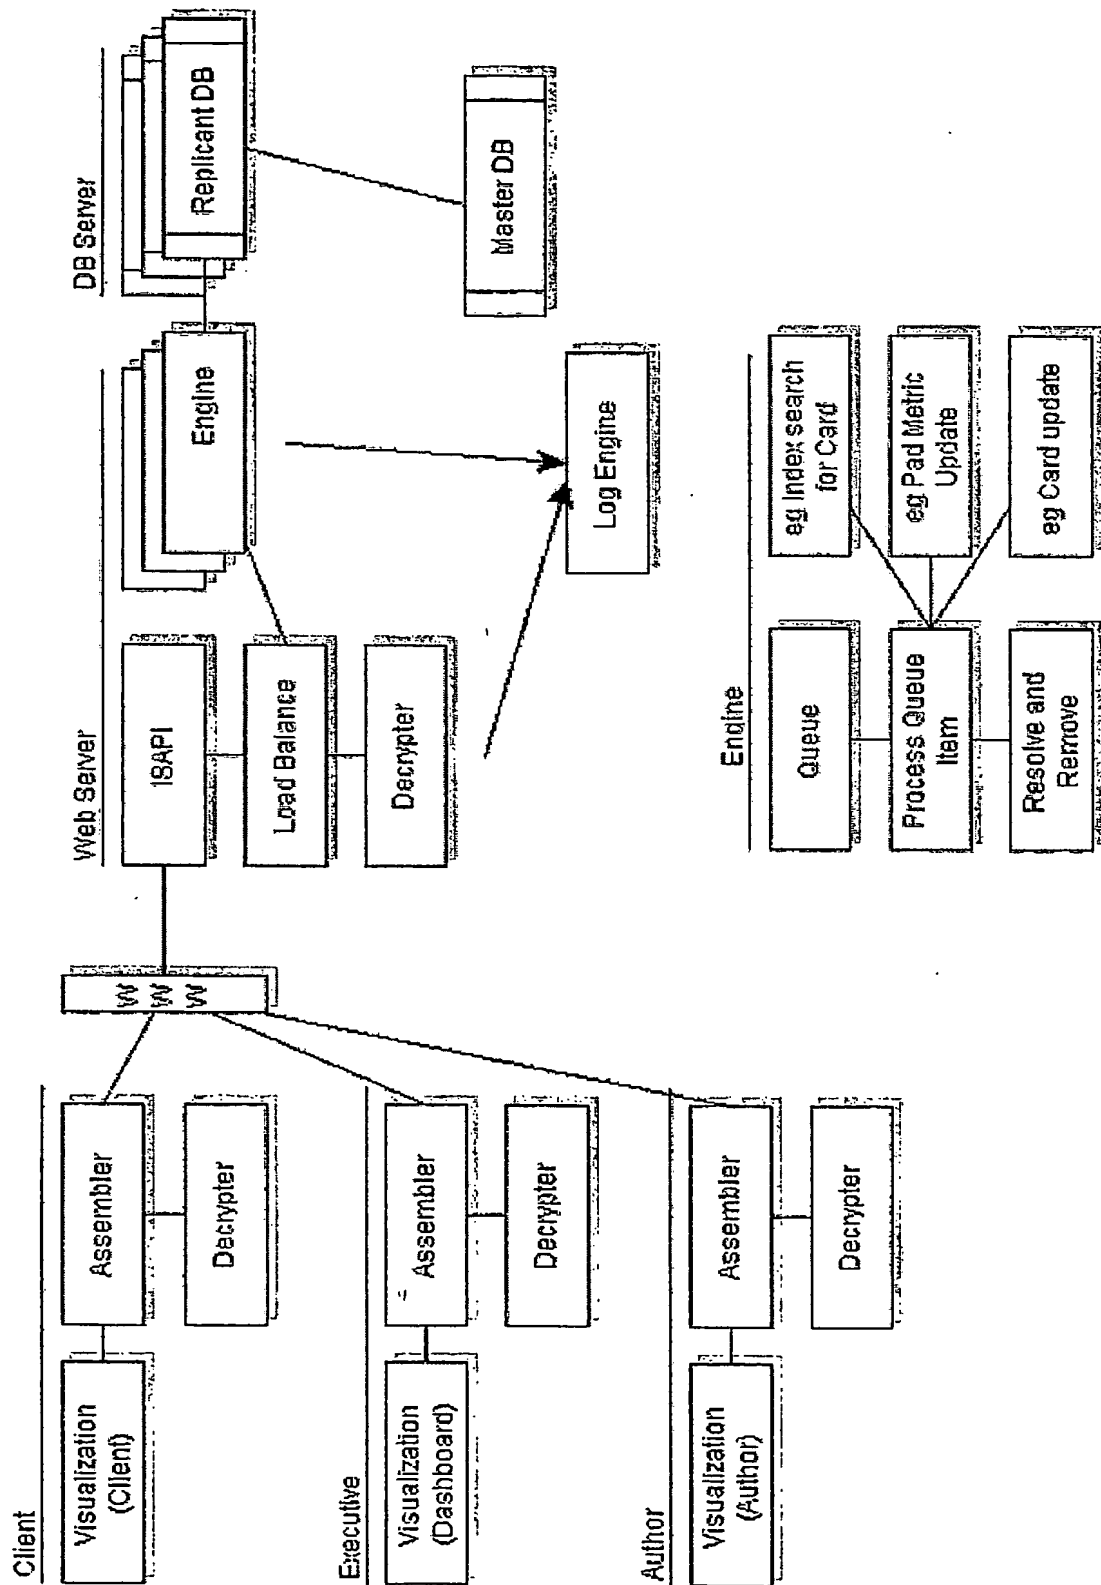 Client
Visualization
(Client)
Assembler
Decrypter
Executive
Visualization
(Dashboard)
Assembler
Decrypter
Author
Visualization
(Author)
Assembler
Decrypter
W
W
W
Web Server
ISAPI
Load Balance
Decrypter
Engine
Log Engine
DB Server
Replicant DB
Master DB
Engine
Queue
Process Queue
Item
Resolve and
Remove
eg Index search
for Card
eg Pad Metric
Update
eg Card update